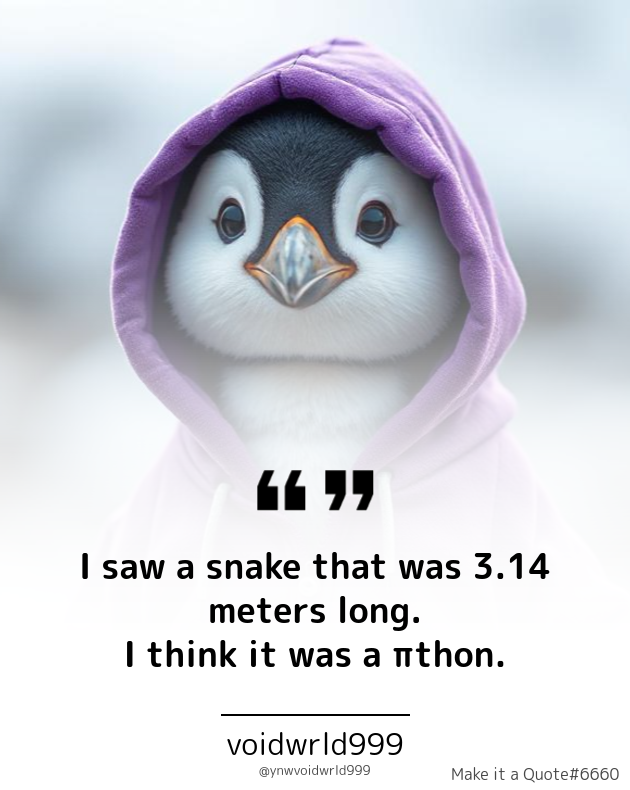 ❝❞
I saw a snake that was 3.14
meters long.
I think it was a πthon.
voidwrld999
@ynwvoidwrld999
Make it a Quote#6660